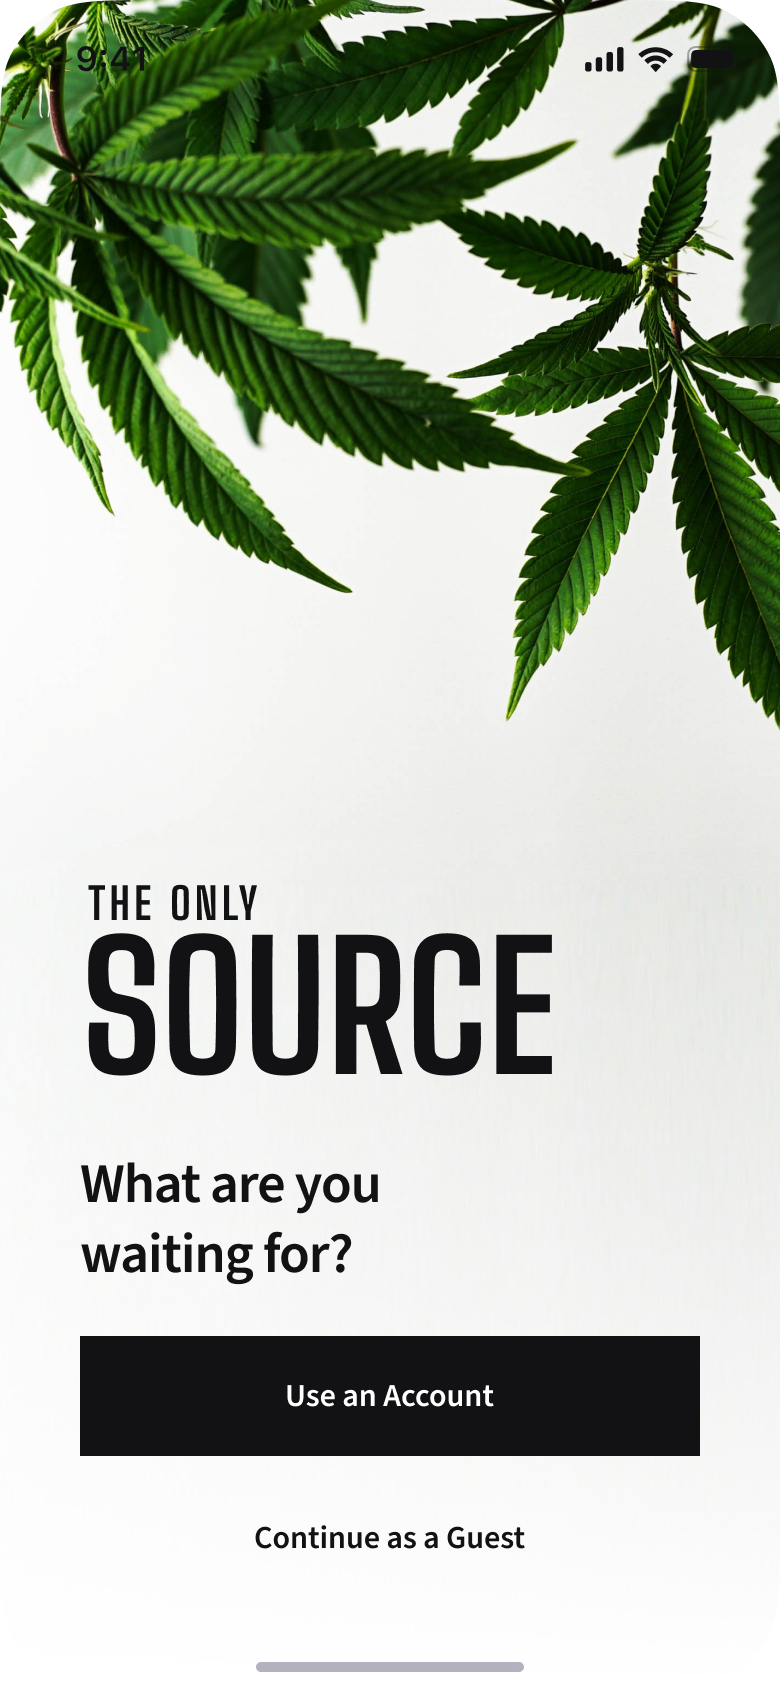 9:41
THE ONLY
SOURCE
What are you
waiting for?
Use an Account
Continue as a Guest